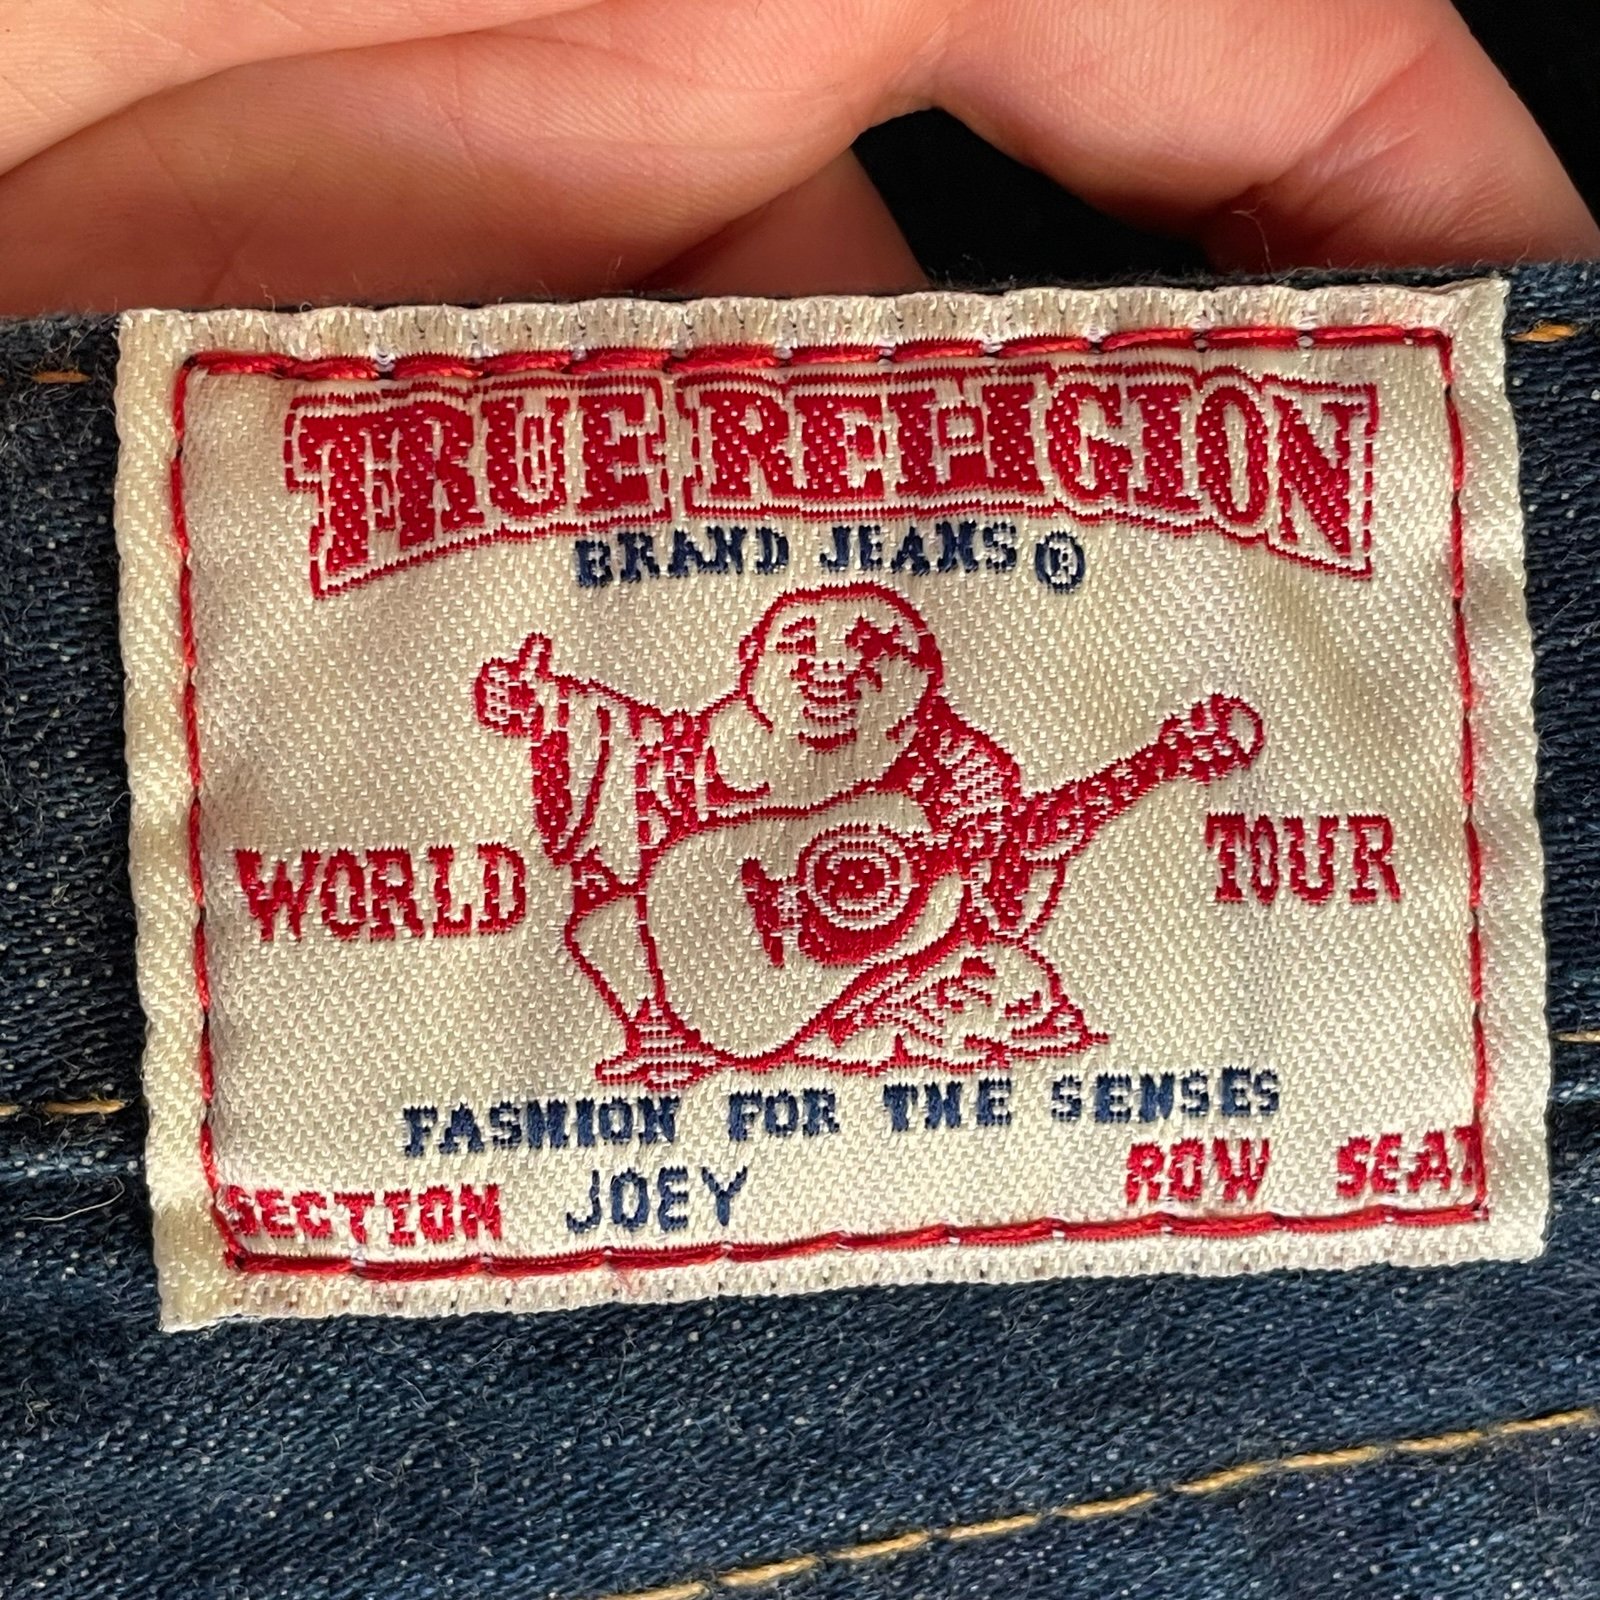 TRUE RELIGION
BRAND JEANS ®
WORLD TOUR
FASHION FOR THE SENSES
SECTION JOEY ROW SEAT